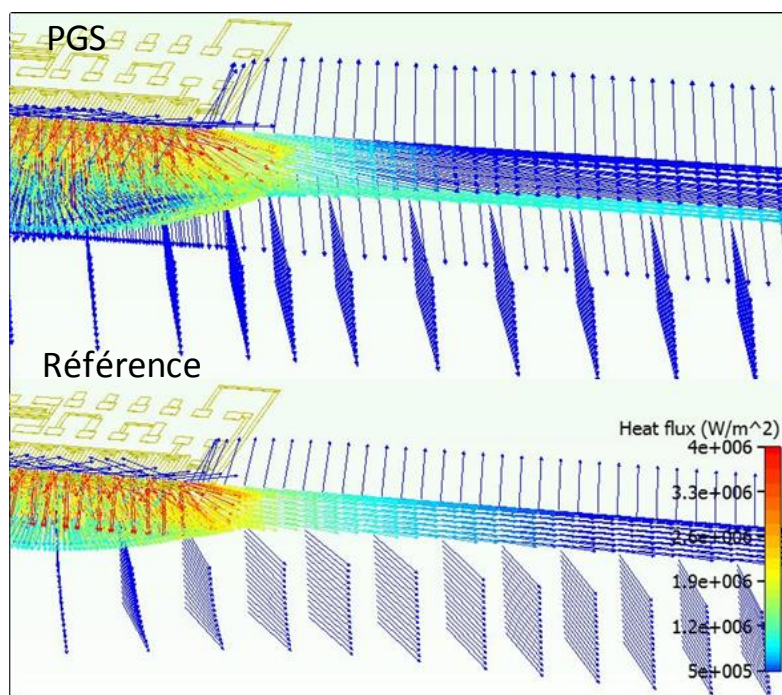 PGS
Référence
Heat flux (W/m^2)
4e+006
3.3e+006
2.6e+006
1.9e+006
1.2e+006
5e+005